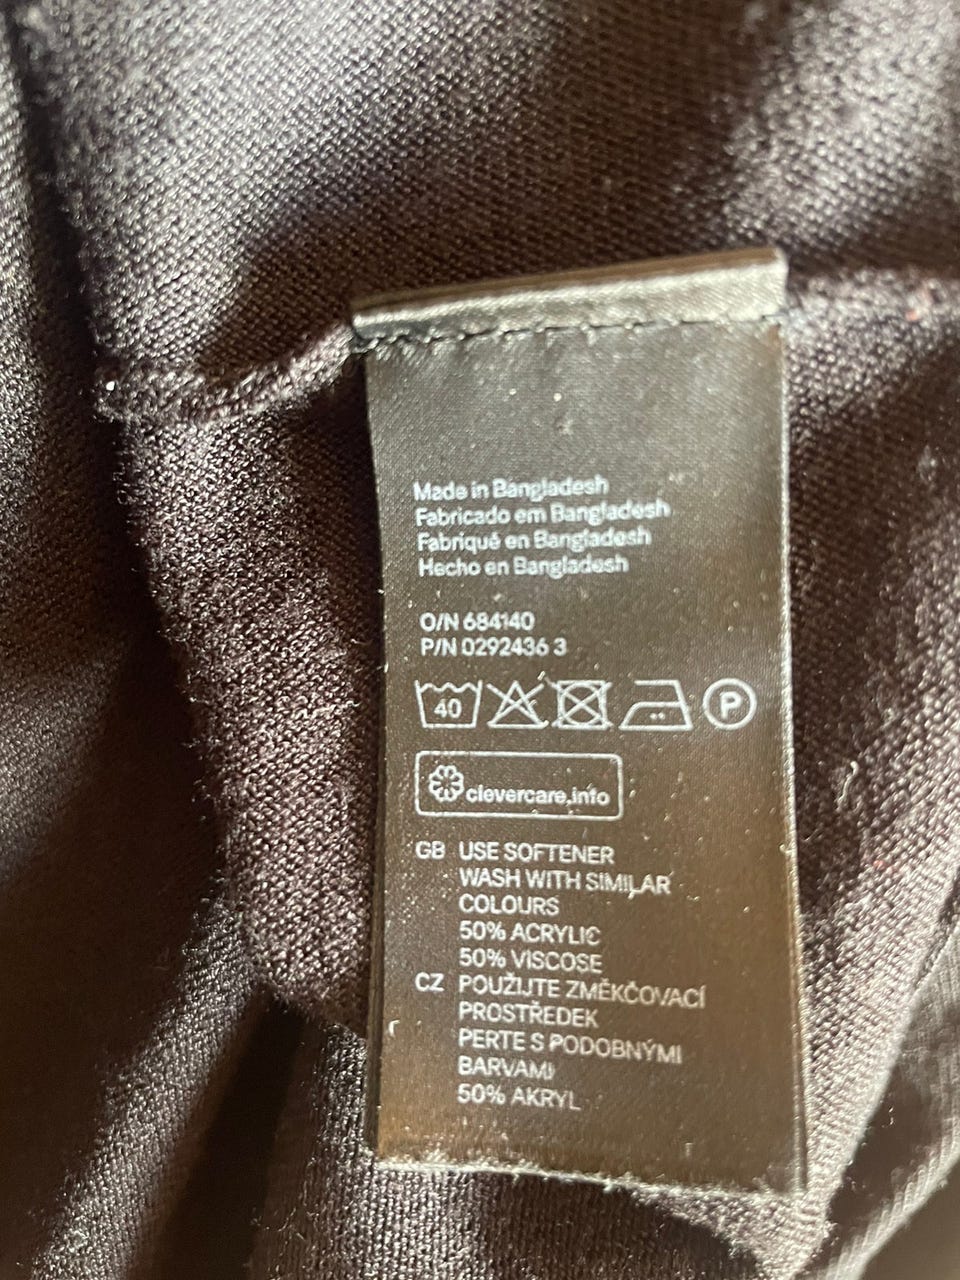 Made in Bangladesh
Fabricado em Bangladesh
Fabriqué en Bangladesh
Hecho en Bangladesh
O/N 684140
P/N 0292436 3
40 P
clevercare.info
GB USE SOFTENER
WASH WITH SIMILAR
COLOURS
50% ACRYLIC
50% VISCOSE
CZ POUŽIJTE ZMĚKČOVACÍ
PROSTŘEDEK
PERTE S PODOBNÝMI
BARVAMI
50% AKRYL